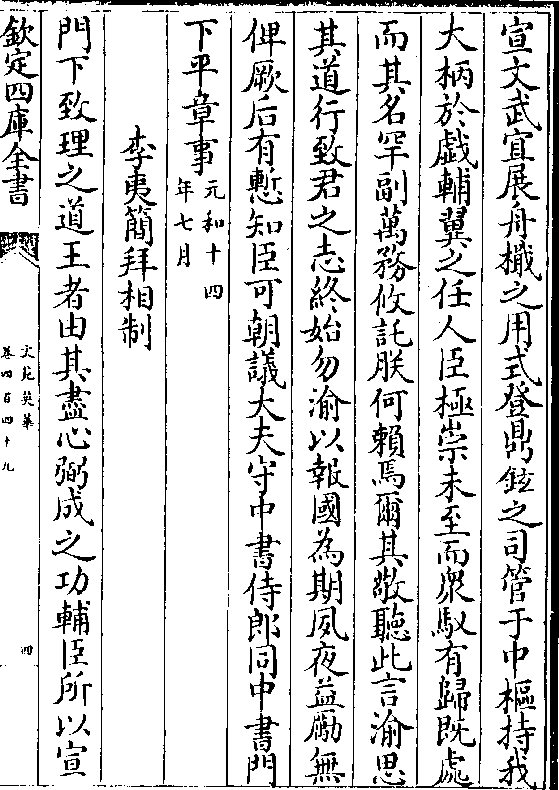 宣文武宜展舟檝之用式登鼎鉉之司管于中樞持我
大柄於戲輔翼之任人臣極崇未至而衆馭有歸既處
而其名罕副萬務攸託朕何賴焉爾其敬聽此言渝思
其道行致君之志終始勿渝以報國為期夙夜益勵無
俾厥后有慙知臣可朝議大夫守中書侍郎同中書門
下平章事元和十四
年七月
李夷簡拜相制
門下致理之道王者由其盡心弼成之功輔臣所以宣
欽定四庫全書
文苑英華
卷四百四十九
四